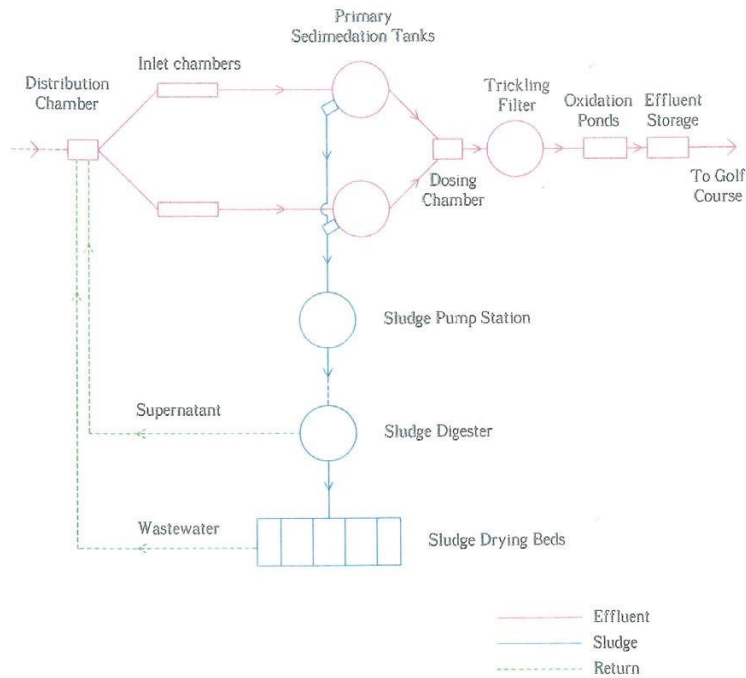 Primary
Sedimedation Tanks
Inlet chambers
Distribution
Chamber
Trickling
Filter
Oxidation
Ponds
Effluent
Storage
Dosing
Chamber
To Golf
Course
Sludge Pump Station
Supernatant
Sludge Digester
Wastewater
Sludge Drying Beds
Effluent
Sludge
Return